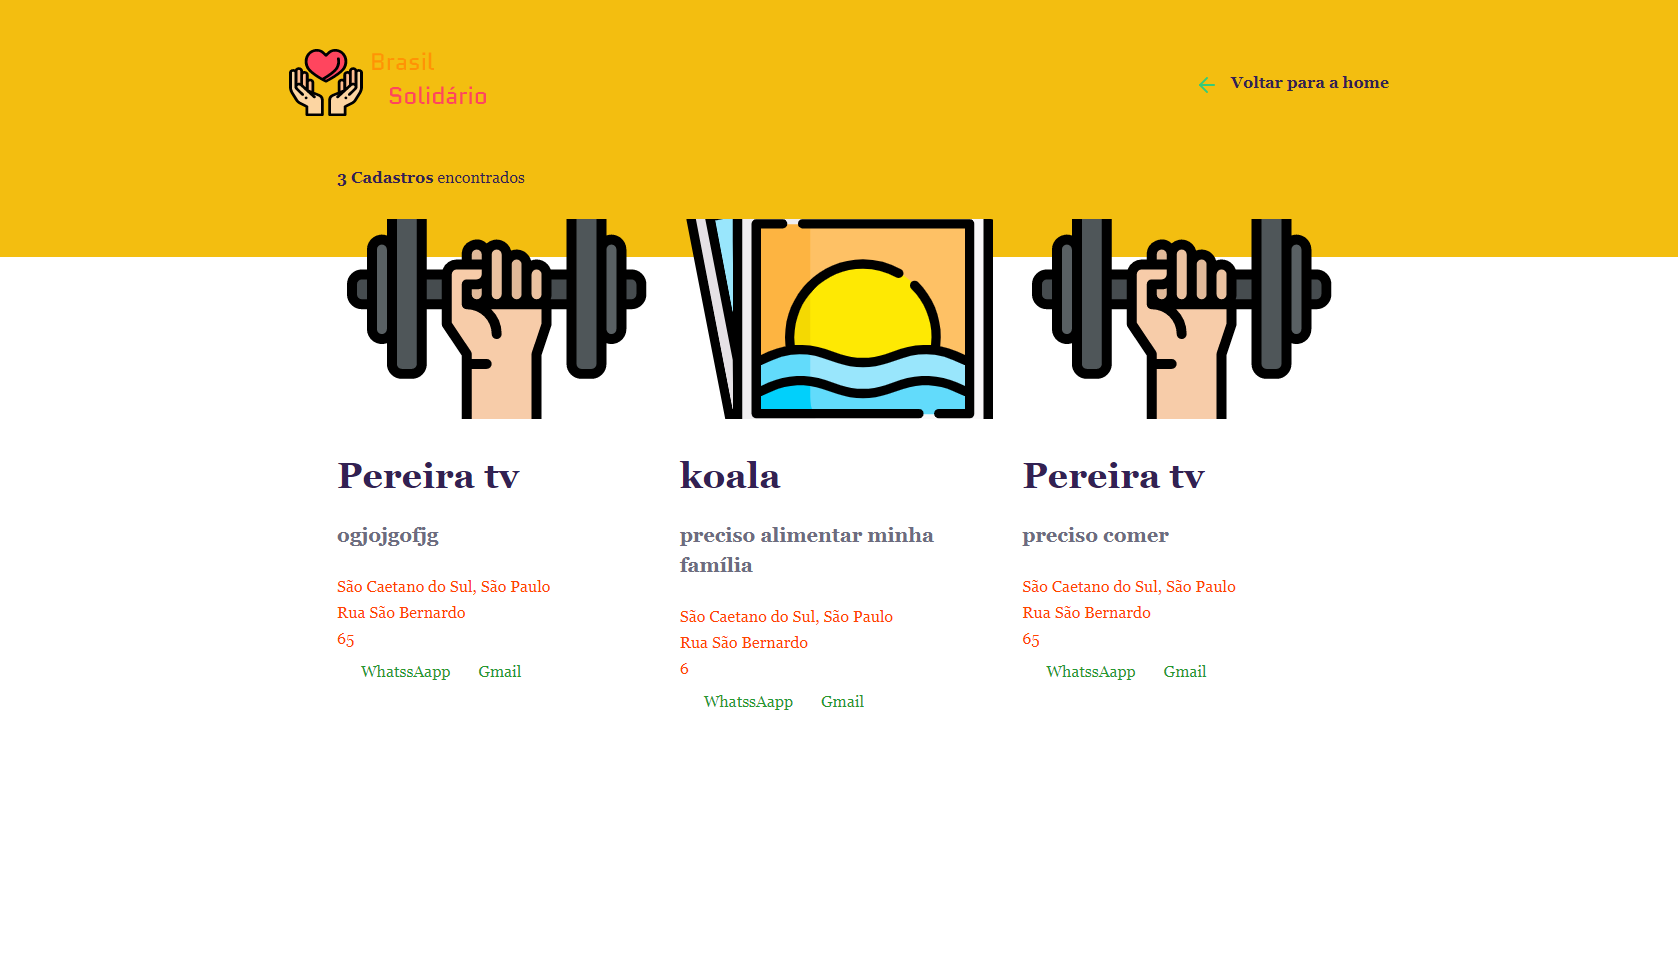 Brasil
Solidário
Voltar para a home
3 Cadastros encontrados
Pereira tv
ogjojgofjg
São Caetano do Sul, São Paulo
Rua São Bernardo
65
WhatssAapp Gmail
koala
preciso alimentar minha
família
São Caetano do Sul, São Paulo
Rua São Bernardo
6
WhatssAapp Gmail
Pereira tv
preciso comer
São Caetano do Sul, São Paulo
Rua São Bernardo
65
WhatssAapp Gmail